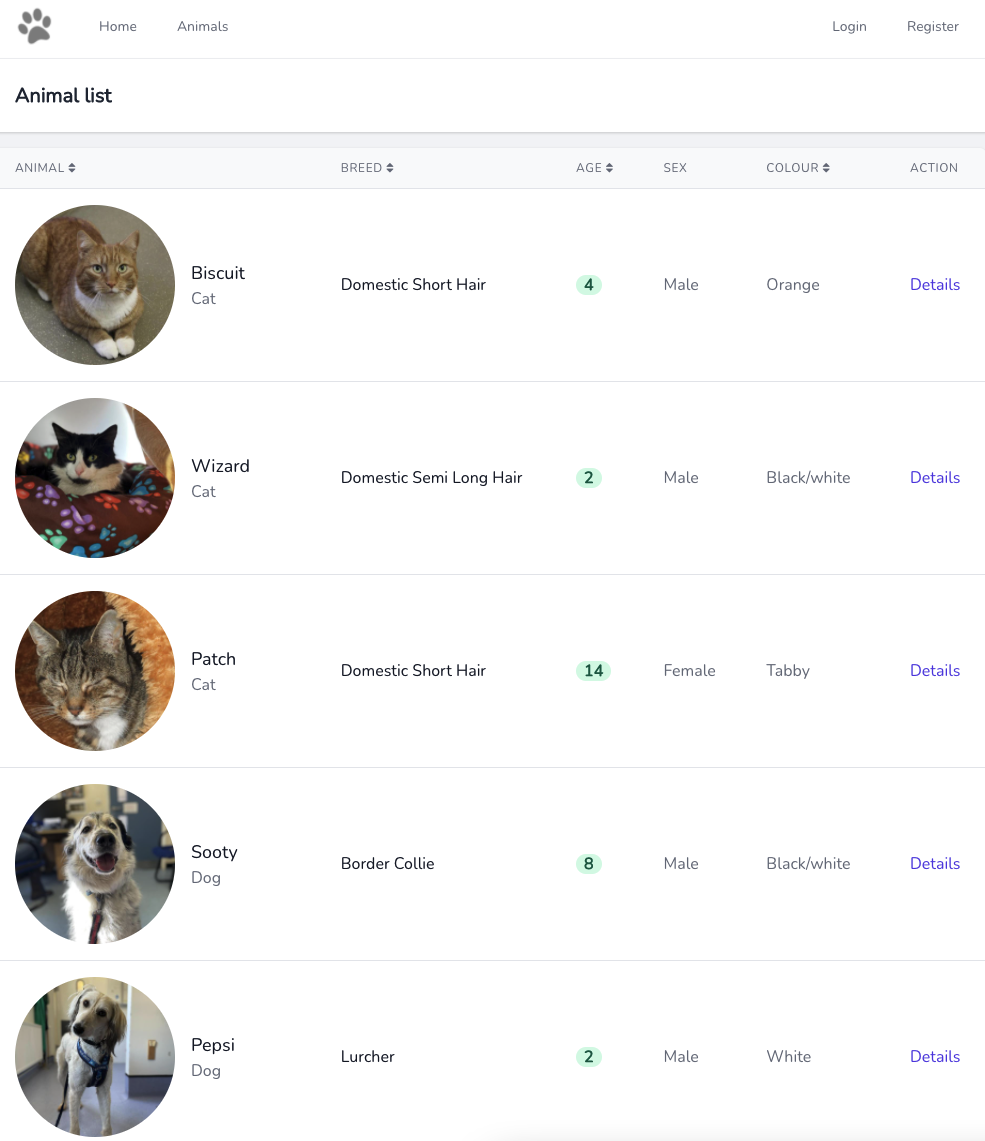 Home Animals Login Register
Animal list
ANIMAL BREED AGE SEX COLOUR ACTION
Biscuit
Cat
Domestic Short Hair 4 Male Orange Details
Wizard
Cat
Domestic Semi Long Hair 2 Male Black/white Details
Patch
Cat
Domestic Short Hair 14 Female Tabby Details
Sooty
Dog
Border Collie 8 Male Black/white Details
Pepsi
Dog
Lurcher 2 Male White Details